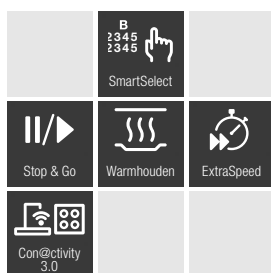 B
2345
2345
SmartSelect
Stop & Go
Warmhouden
ExtraSpeed
Con@ctivity
3.0